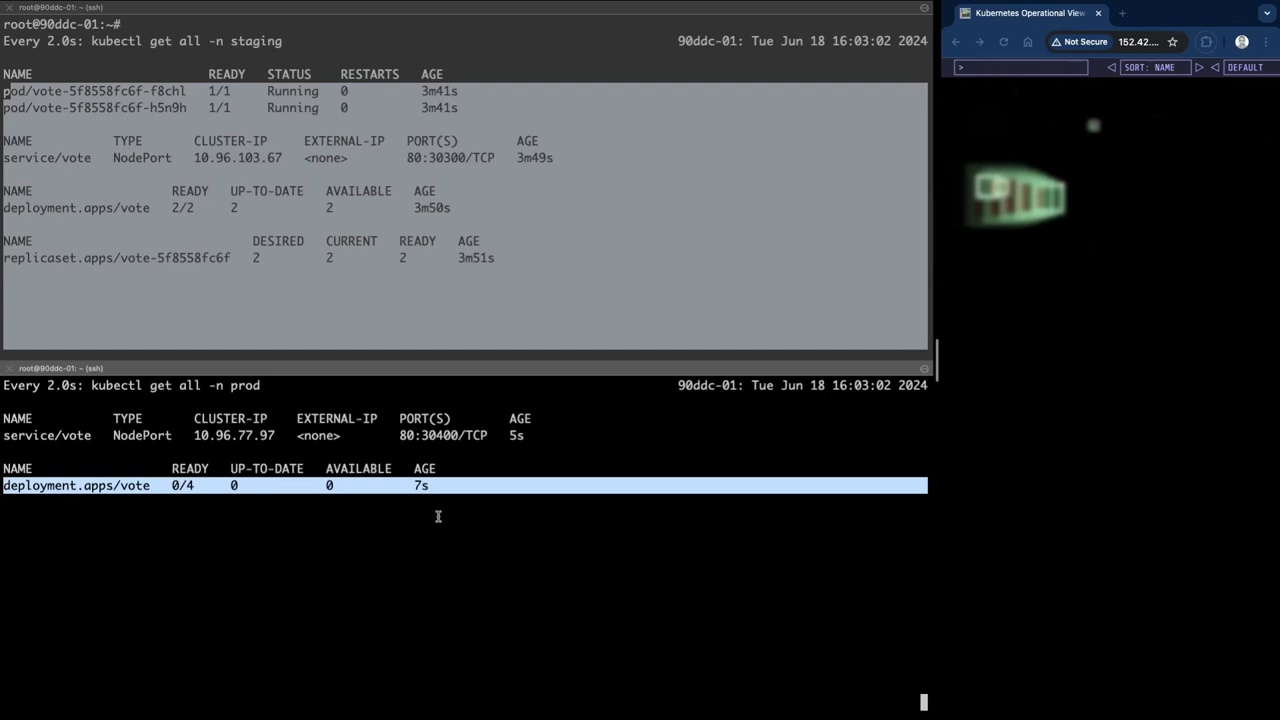 root@90ddc-01: ~ (ssh)
root@90ddc-01:~#
Every 2.0s: kubectl get all -n staging 90ddc-01: Tue Jun 18 16:03:02 2024
NAME READY STATUS RESTARTS AGE
pod/vote-5f8558fc6f-f8chl 1/1 Running 0 3m41s
pod/vote-5f8558fc6f-h5n9h 1/1 Running 0 3m41s
NAME TYPE CLUSTER-IP EXTERNAL-IP PORT(S) AGE
service/vote NodePort 10.96.103.67 <none> 80:30300/TCP 3m49s
NAME READY UP-TO-DATE AVAILABLE AGE
deployment.apps/vote 2/2 2 2 3m50s
NAME DESIRED CURRENT READY AGE
replicaset.apps/vote-5f8558fc6f 2 2 2 3m51s
root@90ddc-01: ~ (ssh)
Every 2.0s: kubectl get all -n prod 90ddc-01: Tue Jun 18 16:03:02 2024
NAME TYPE CLUSTER-IP EXTERNAL-IP PORT(S) AGE
service/vote NodePort 10.96.77.97 <none> 80:30400/TCP 5s
NAME READY UP-TO-DATE AVAILABLE AGE
deployment.apps/vote 0/4 0 0 7s
Kubernetes Operational View
Not Secure 152.42....
> SORT: NAME DEFAULT